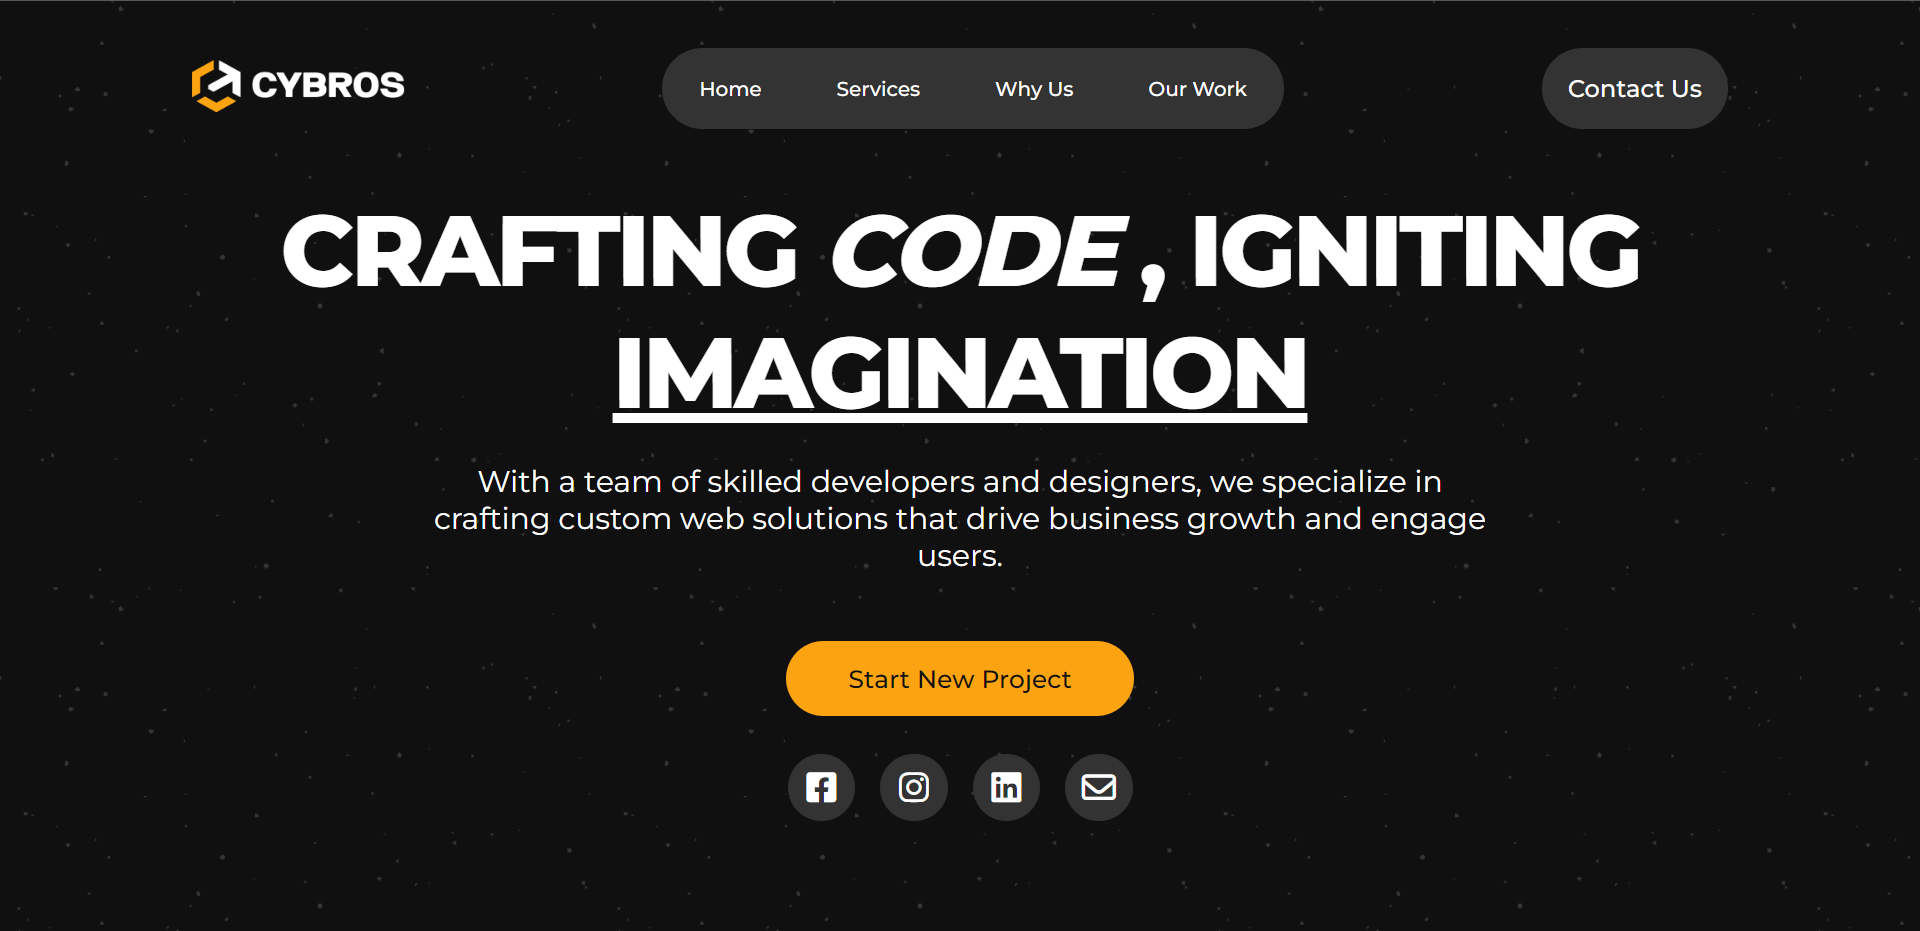 CYBROS
Home Services Why Us Our Work
Contact Us
CRAFTING CODE , IGNITING
IMAGINATION
With a team of skilled developers and designers, we specialize in
crafting custom web solutions that drive business growth and engage
users.
Start New Project